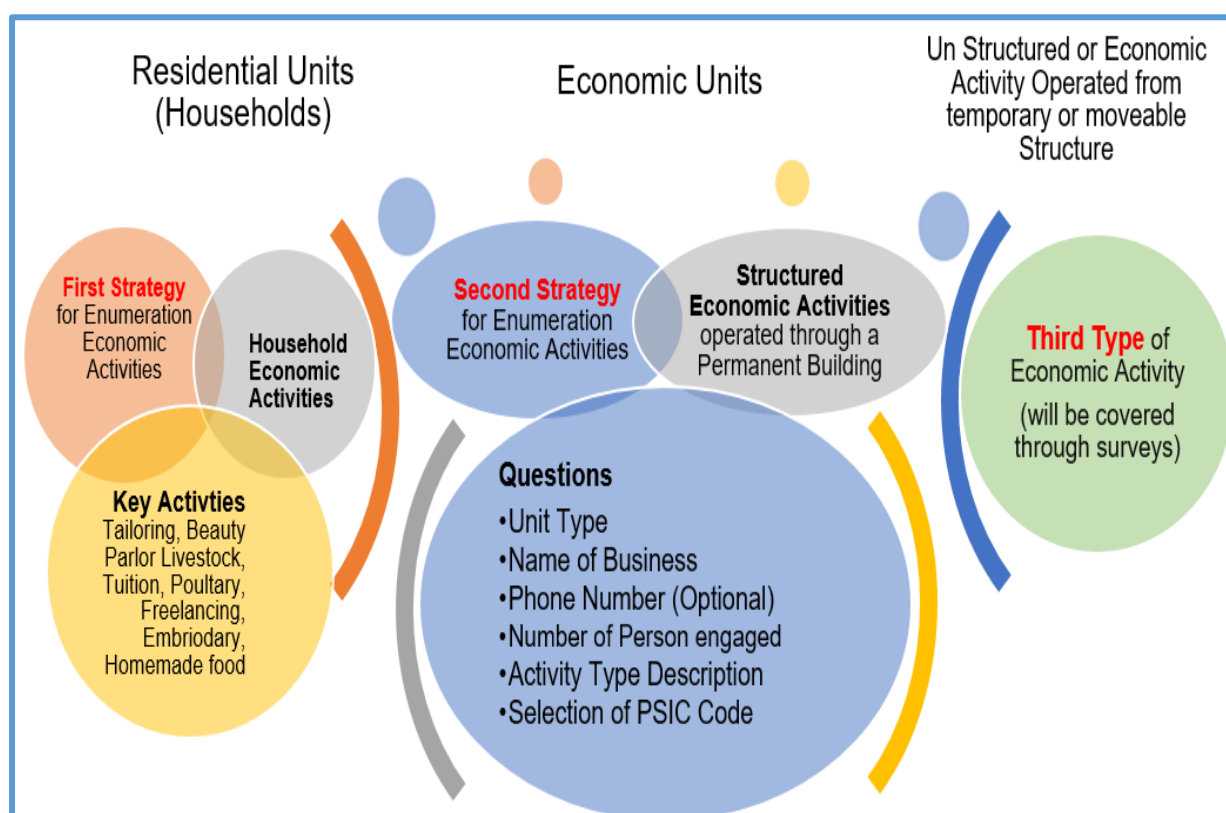 Residential Units
(Households)
Economic Units
Un Structured or Economic
Activity Operated from
temporary or moveable
Structure
First Strategy
for Enumeration
Economic
Activities
Household
Economic
Activities
Key Activties
Tailoring, Beauty
Parlor Livestock,
Tuition, Poultary,
Freelancing,
Embriodary,
Homemade food
Second Strategy
for Enumeration
Economic Activities
Structured
Economic Activities
operated through a
Permanent Building
Questions
•Unit Type
•Name of Business
•Phone Number (Optional)
•Number of Person engaged
•Activity Type Description
•Selection of PSIC Code
Third Type of
Economic Activity
(will be covered
through surveys)